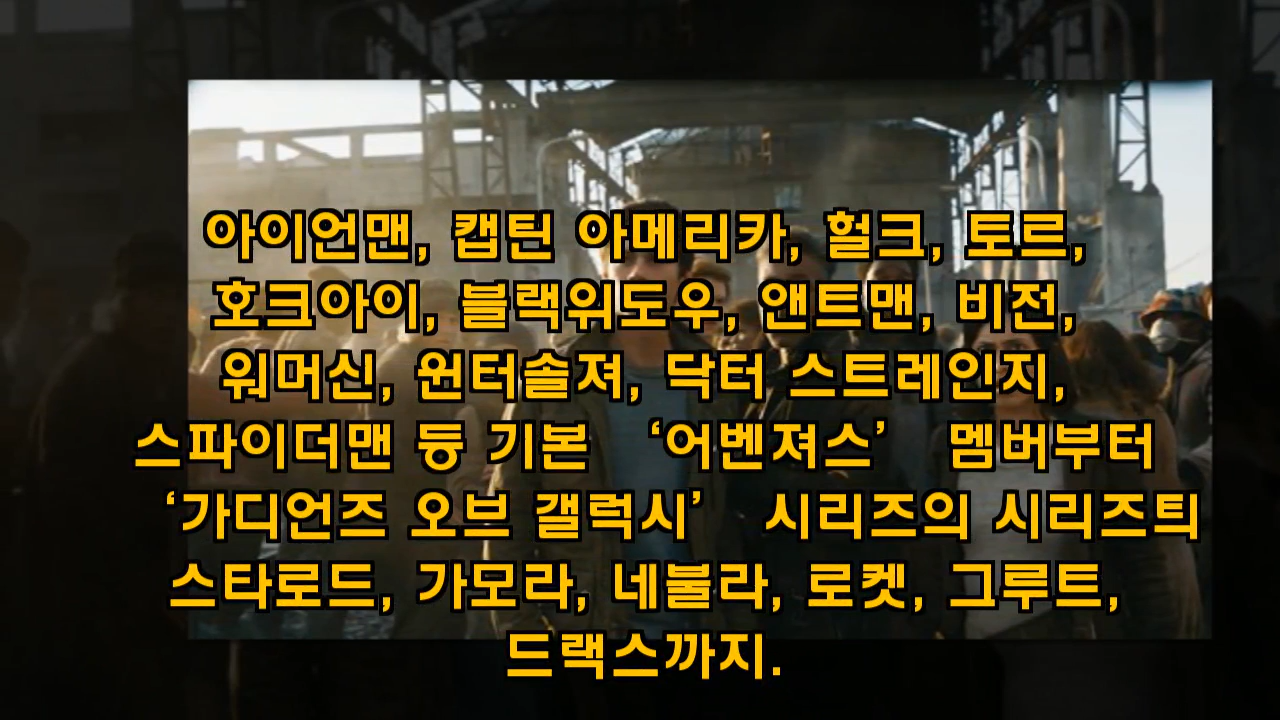 아이언맨, 캡틴 아메리카, 헐크, 토르,
호크아이, 블랙위도우, 앤트맨, 비전,
워머신, 윈터솔져, 닥터 스트레인지,
스파이더맨 등 기본 ‘어벤져스’ 멤버부터
‘가디언즈 오브 갤럭시’ 시리즈의 시리즈틔
스타로드, 가모라, 네불라, 로켓, 그루트,
드랙스까지.